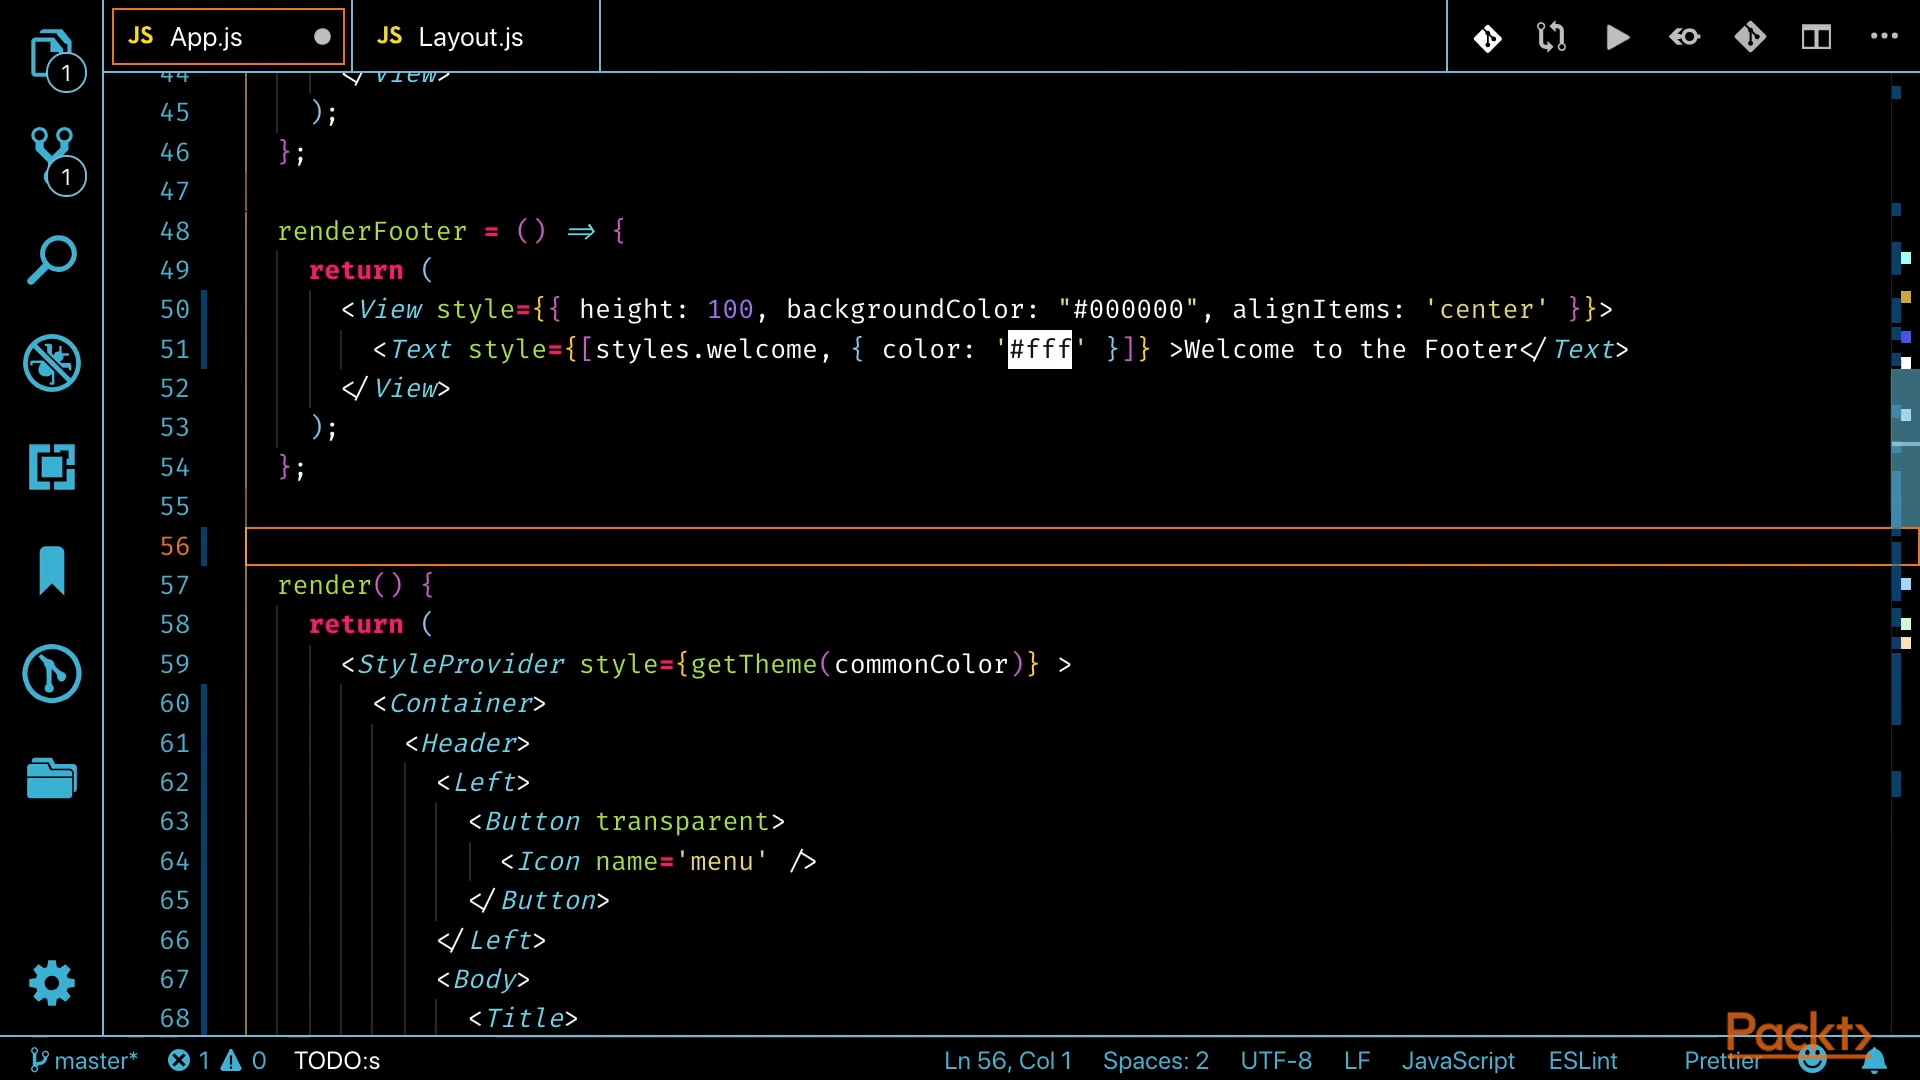 JS App.js
JS Layout.js
1
1
44 </View>
45 );
46 };
47
48 renderFooter = () => {
49 return (
50 <View style={{ height: 100, backgroundColor: "#000000", alignItems: 'center' }}>
51 <Text style={[styles.welcome, { color: '#fff' }]} >Welcome to the Footer</Text>
52 </View>
53 );
54 };
55
56
57 render() {
58 return (
59 <StyleProvider style={getTheme(commonColor)} >
60 <Container>
61 <Header>
62 <Left>
63 <Button transparent>
64 <Icon name='menu' />
65 </Button>
66 </Left>
67 <Body>
68 <Title>
Packt>
master* 1 0 TODO:s Ln 56, Col 1 Spaces: 2 UTF-8 LF JavaScript ESLint Prettier